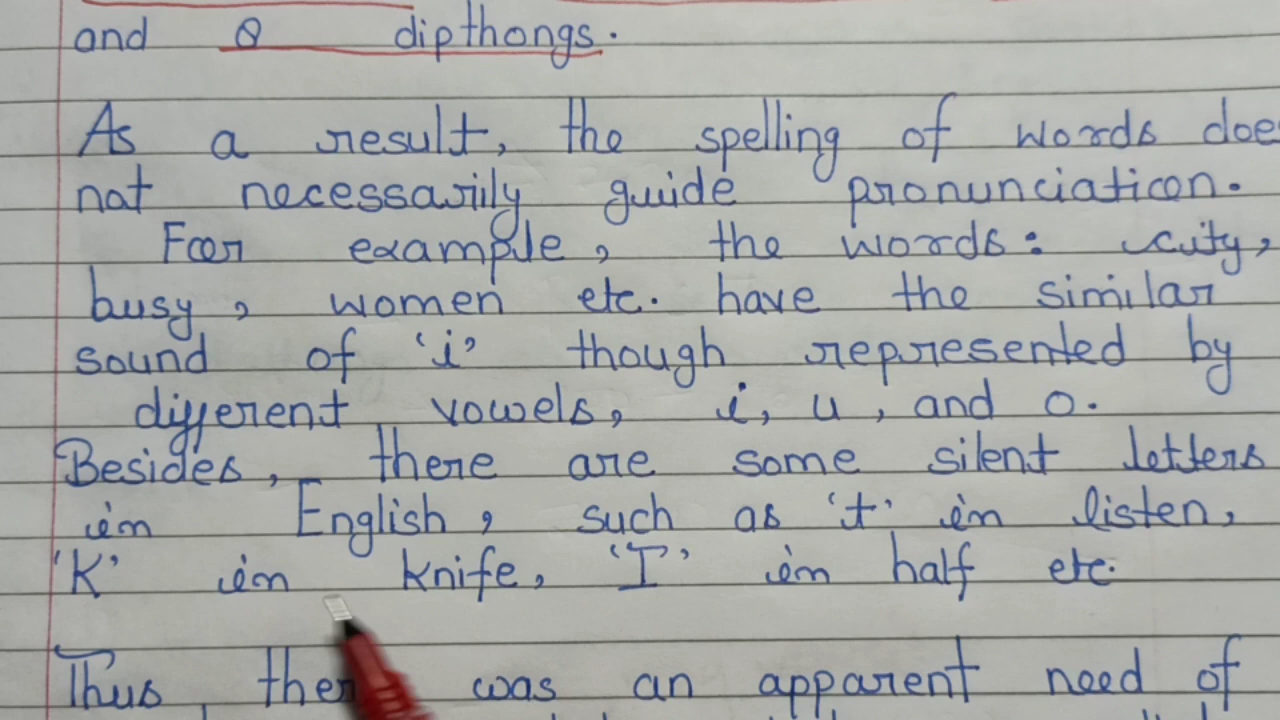 and 8 dipthongs.
As a result, the spelling of words doe
not necessarily guide pronunciation.
For example, the words: city,
busy, women etc. have the similar
sound of 'i' though represented by
different vowels, i, u, and o.
Besides, there are some silent letters
in English, such as 't' in listen,
'K' in knife, 'I' in half etc.
Thus, ther was an apparent need of